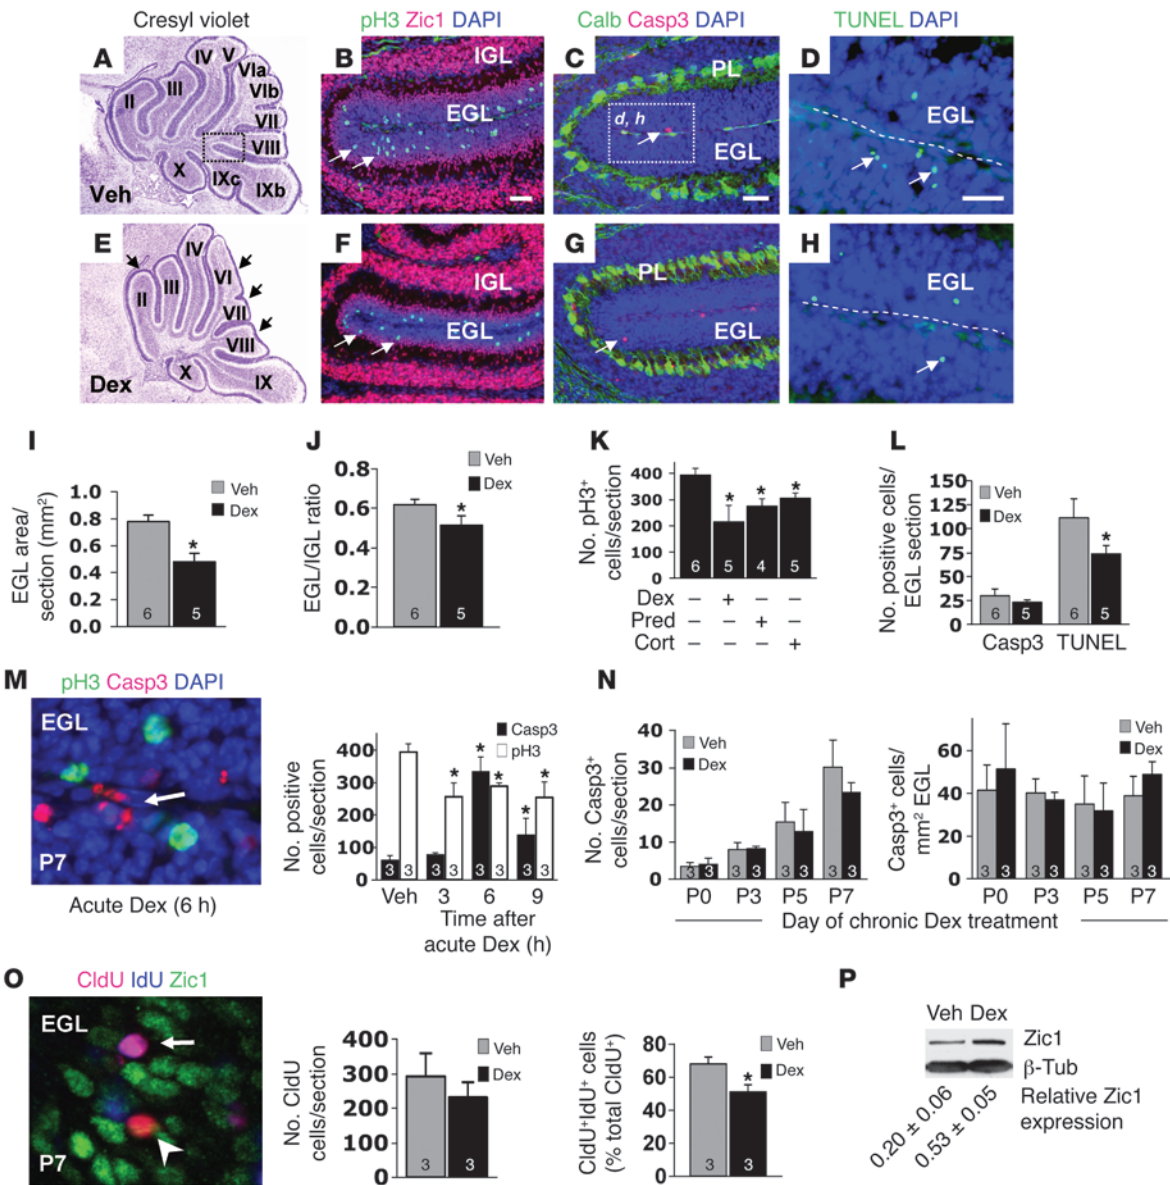 Cresyl violet
pH3 Zic1 DAPI
Calb Casp3 DAPI
TUNEL DAPI
A
II
III
IV
V
VIa
VIb
VII
VIII
IXb
IXc
X
Veh
B
IGL
EGL
C
PL
d, h
EGL
D
EGL
E
II
III
IV
VI
VII
VIII
IX
X
Dex
F
IGL
EGL
G
PL
EGL
H
EGL
I
EGL area/
section (mm²)
1.0
0.8
0.6
0.4
0.2
0.0
Veh
Dex
*
6
5
J
EGL/IGL ratio
0.8
0.6
0.4
0.2
0.0
Veh
Dex
*
6
5
K
No. pH3⁺
cells/section
400
300
200
100
0
* * *
6 5 4 5
Dex – + – –
Pred – – + –
Cort – – – +
L
No. positive cells/
EGL section
150
125
100
75
50
25
0
Veh
Dex
*
6 5 6 5
Casp3 TUNEL
M
pH3 Casp3 DAPI
EGL
P7
Acute Dex (6 h)
No. positive
cells/section
400
300
200
100
0
Casp3
pH3
* * * * *
3 3 3 3 3 3 3 3
Veh 3 6 9
Time after
acute Dex (h)
N
No. Casp3⁺
cells/section
40
30
20
10
0
Veh
Dex
3 3 3 3 3 3 3 3
P0 P3 P5 P7
Casp3⁺ cells/
mm² EGL
60
40
20
0
Veh
Dex
3 3 3 3 3 3 3 3
P0 P3 P5 P7
Day of chronic Dex treatment
O
CldU IdU Zic1
EGL
P7
No. CldU
cells/section
400
300
200
100
0
Veh
Dex
3 3
CldU⁺IdU⁺ cells
(% total CldU⁺)
80
60
40
20
0
Veh
Dex
*
3 3
P
Veh Dex
Zic1
β-Tub
Relative Zic1
expression
0.20 ± 0.06
0.53 ± 0.05